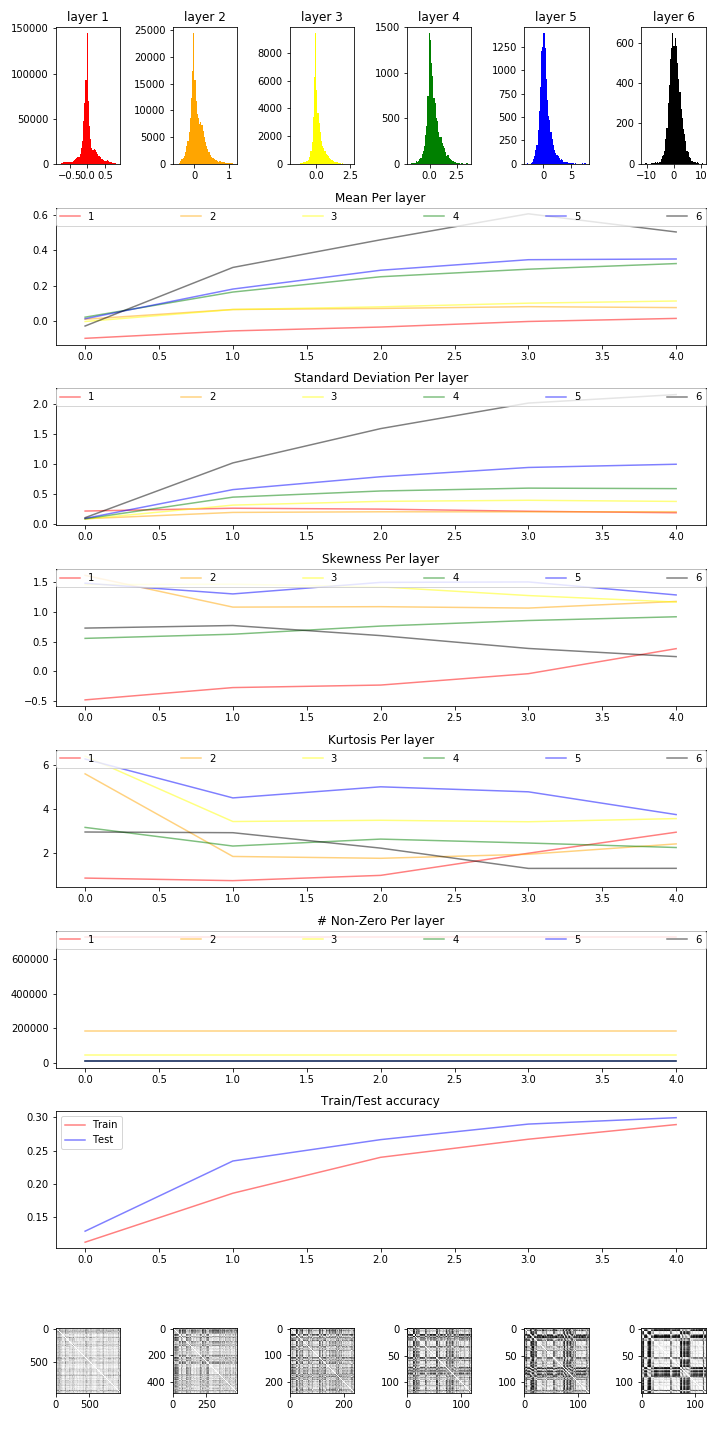 layer 1 layer 2 layer 3 layer 4 layer 5 layer 6
150000 100000 50000 0
25000 20000 15000 10000 5000 0
8000 6000 4000 2000 0
1500 1000 500 0
1250 1000 750 500 250 0
600 400 200 0
−0.5 0.0 0.5 0 1 0.0 2.5 0.0 2.5 0 5 −10 0 10
Mean Per layer
1 2 3 4 5 6
0.6
0.4
0.2
0.0
0.0 0.5 1.0 1.5 2.0 2.5 3.0 3.5 4.0
Standard Deviation Per layer
1 2 3 4 5 6
2.0
1.5
1.0
0.5
0.0
0.0 0.5 1.0 1.5 2.0 2.5 3.0 3.5 4.0
Skewness Per layer
1 2 3 4 5 6
1.5
1.0
0.5
0.0
−0.5
0.0 0.5 1.0 1.5 2.0 2.5 3.0 3.5 4.0
Kurtosis Per layer
1 2 3 4 5 6
6
4
2
0.0 0.5 1.0 1.5 2.0 2.5 3.0 3.5 4.0
# Non-Zero Per layer
1 2 3 4 5 6
600000
400000
200000
0
0.0 0.5 1.0 1.5 2.0 2.5 3.0 3.5 4.0
Train/Test accuracy
Train
Test
0.30
0.25
0.20
0.15
0.0 0.5 1.0 1.5 2.0 2.5 3.0 3.5 4.0
0 500
0 200 400
0 100 200
0 50 100
0 50 100
0 50 100
0 500 0 250 0 200 0 100 0 100 0 100